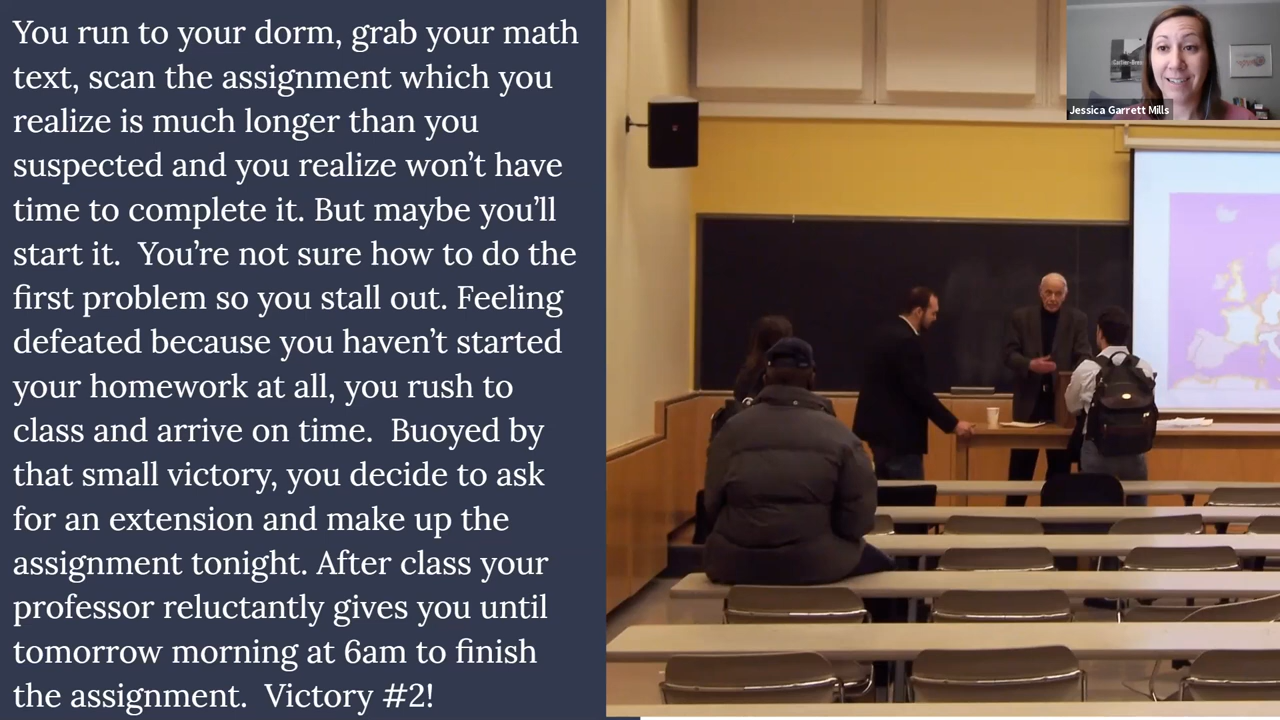 You run to your dorm, grab your math
text, scan the assignment which you
realize is much longer than you
suspected and you realize won’t have
time to complete it. But maybe you’ll
start it.  You’re not sure how to do the
first problem so you stall out. Feeling
defeated because you haven’t started
your homework at all, you rush to
class and arrive on time.  Buoyed by
that small victory, you decide to ask
for an extension and make up the
assignment tonight. After class your
professor reluctantly gives you until
tomorrow morning at 6am to finish
the assignment.  Victory #2!
Jessica Garrett Mills